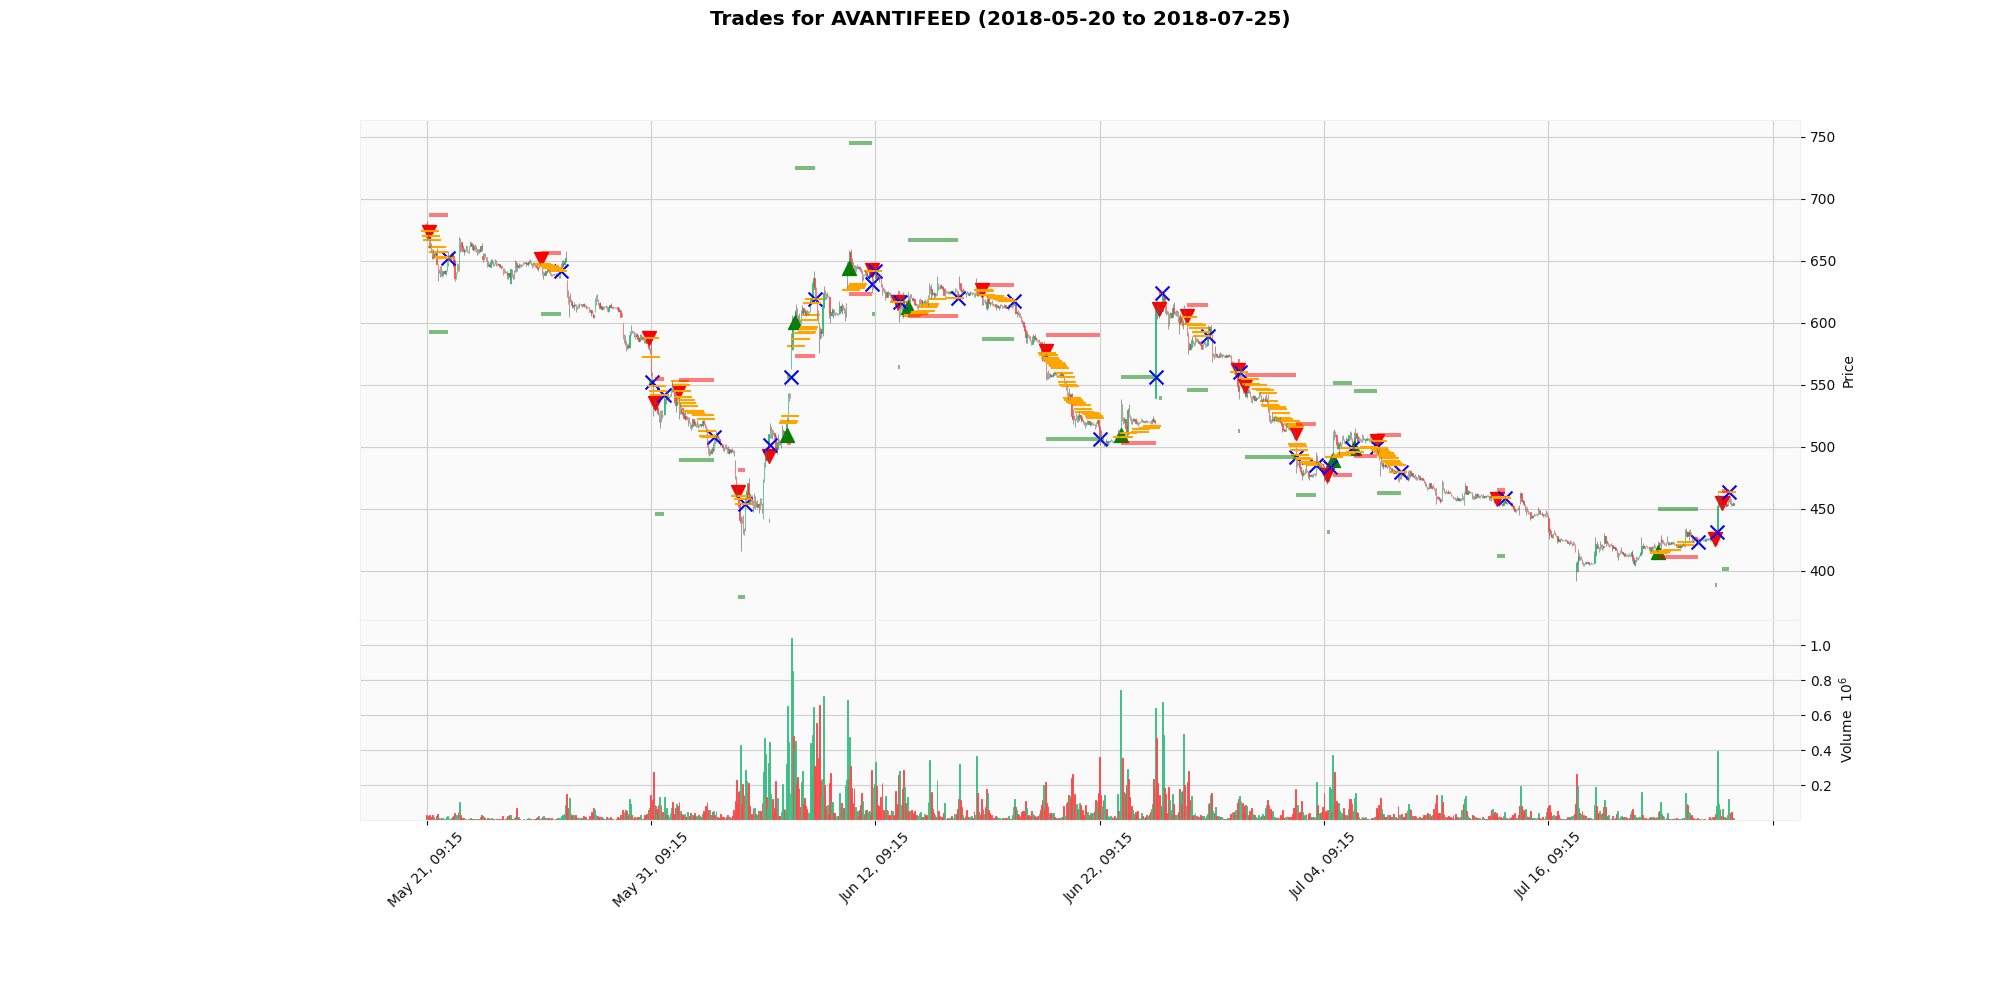 Trades for AVANTIFEED (2018-05-20 to 2018-07-25)
750
700
650
600
550
500
450
400
Price
1.0
0.8
0.6
0.4
0.2
Volume 10^6
May 21, 09:15
May 31, 09:15
Jun 12, 09:15
Jun 22, 09:15
Jul 04, 09:15
Jul 16, 09:15